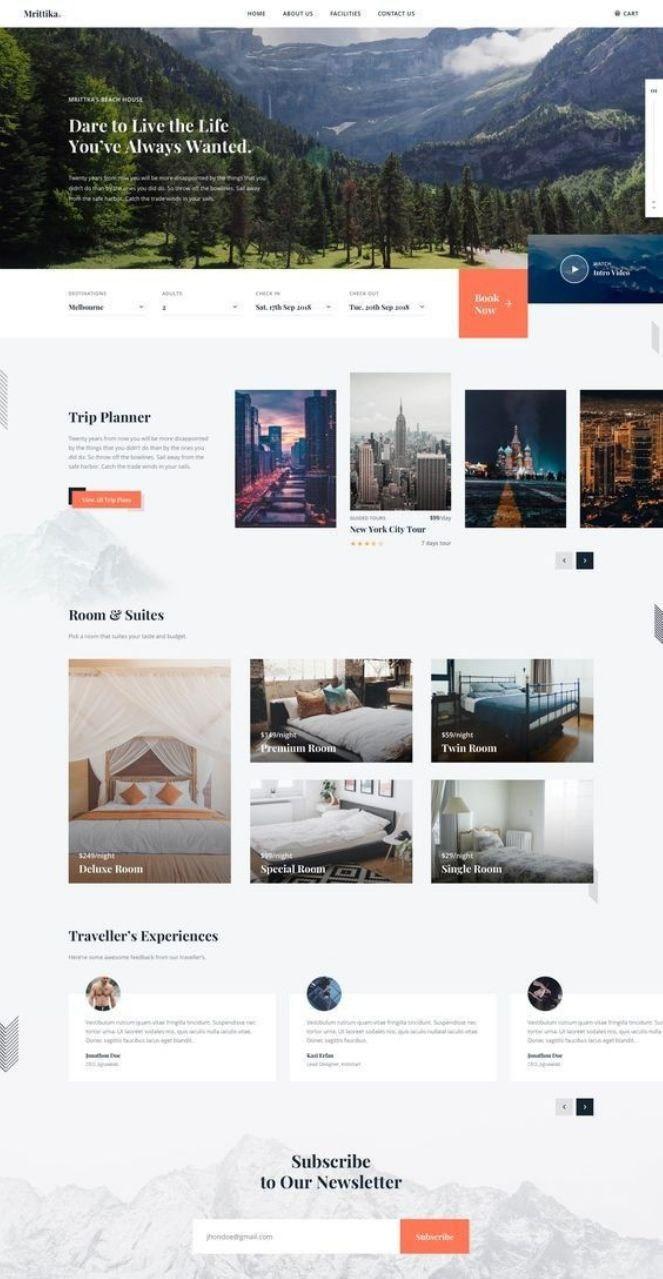 Mrittika.
HOME
ABOUT US
FACILITIES
CONTACT US
CART
MRITTKA'S BEACH HOUSE
Dare to Live the Life
You've Always Wanted.
Twenty years from now you will be more disappointed by the things that you
didn't do than by the ones you did do. So throw off the bowlines, Sail away
from the safe harbor. Catch the trade winds in your sails.
01
WATCH
Intro Video
DESTINATIONS
Melbourne
ADULTS
2
CHECK IN
Sat, 17th Sep 2018
CHECK OUT
Tue, 20th Sep 2018
Book
Now
Trip Planner
Twenty years from now you will be more disappointed
by the things that you didn't do than by the ones you
did do. So throw off the bowlines, Sail away from the
safe harbor. Catch the trade winds in your sails.
View All Trip Plans
GUIDED TOURS
$99/day
New York City Tour
7 days tour
Room & Suites
Pick a room that suites your taste and budget.
$249/night
Deluxe Room
$149/night
Premium Room
$59/night
Twin Room
$99/night
Special Room
$29/night
Single Room
Traveller's Experiences
Here're some awesome feedback from our traveller's.
Vestibulum rutrum quam vitae fringilla tincidunt. Suspendisse nec
tortor urna. Ut laoreet sodales nisi, quis iaculis nulla iaculis vitae.
Donec sagittis faucibus lacus eget blandit.
Jonathon Doe
CEO,
Vestibulum rutrum quam vitae fringilla tincidunt. Suspendisse nec
tortor urna. Ut laoreet sodales nisi, quis iaculis nulla iaculis vitae.
Donec sagittis faucibus.
Kazi Erfan
Lead Designer,
Vestibulum rutrum quam vitae fringilla tincidunt. Sus
tortor urna. Ut laoreet sodales nisi, quis iaculis nulla
Donec sagittis faucibus lacus eget blandit.
Jonathon Doe
CEO,
Subscribe
to Our Newsletter
jhondoe@gmail.com
Subscribe